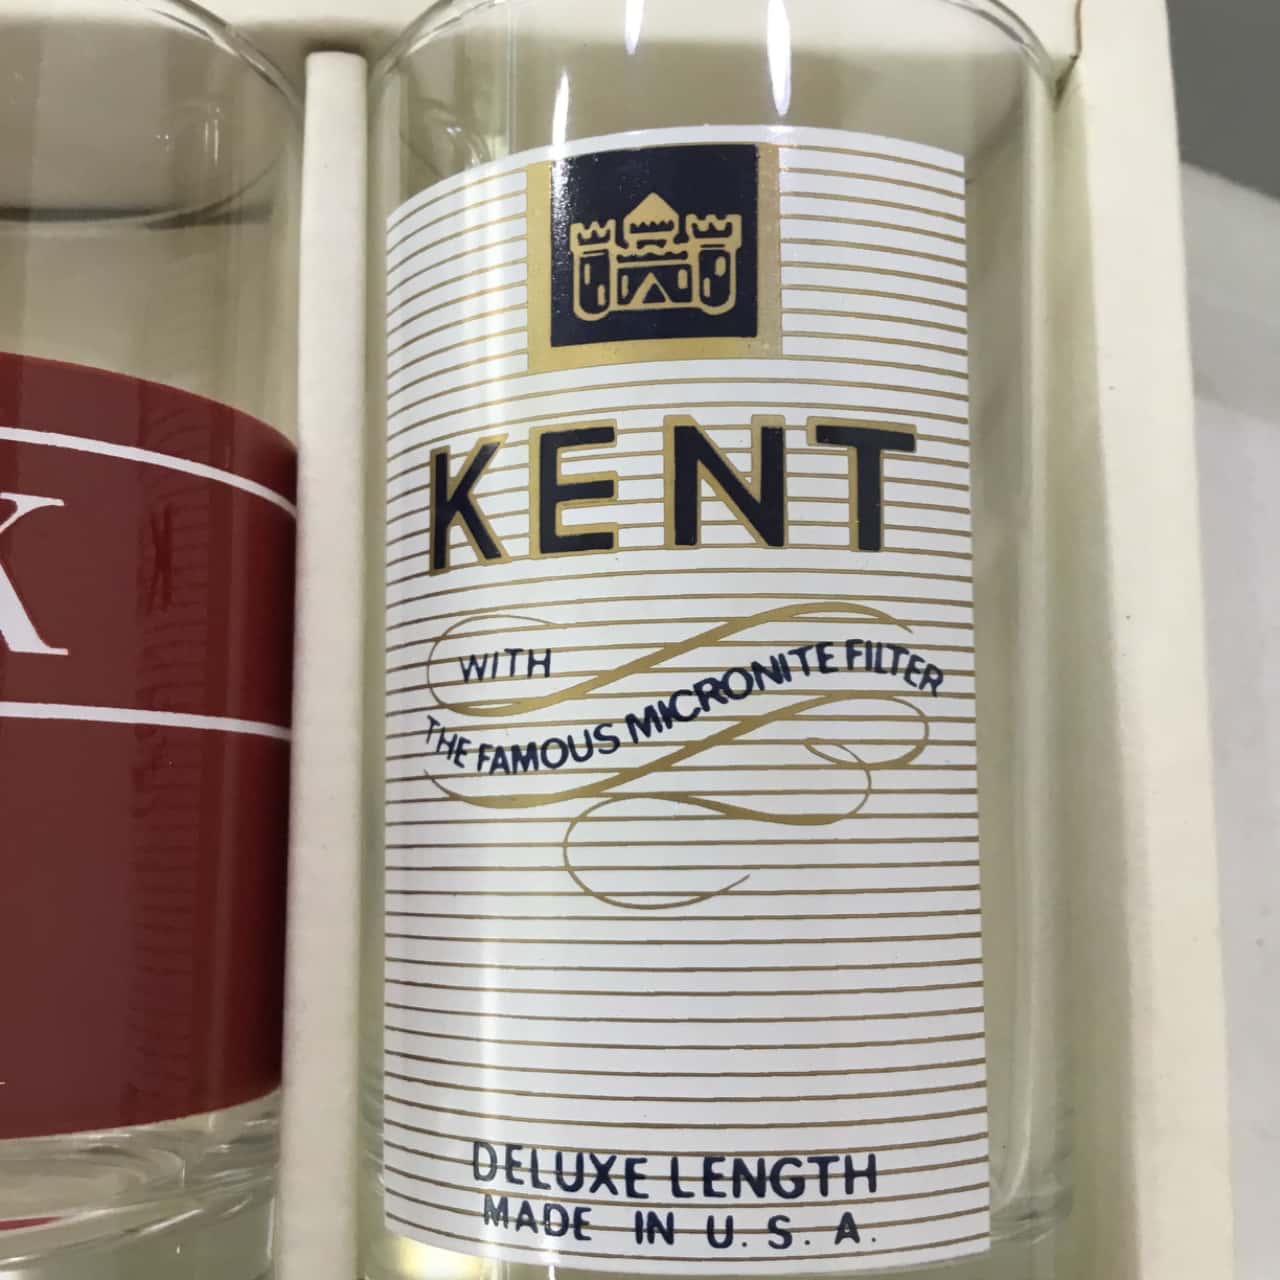 KENT
WITH
THE FAMOUS MICRONITE FILTER
DELUXE LENGTH
MADE IN U. S. A.